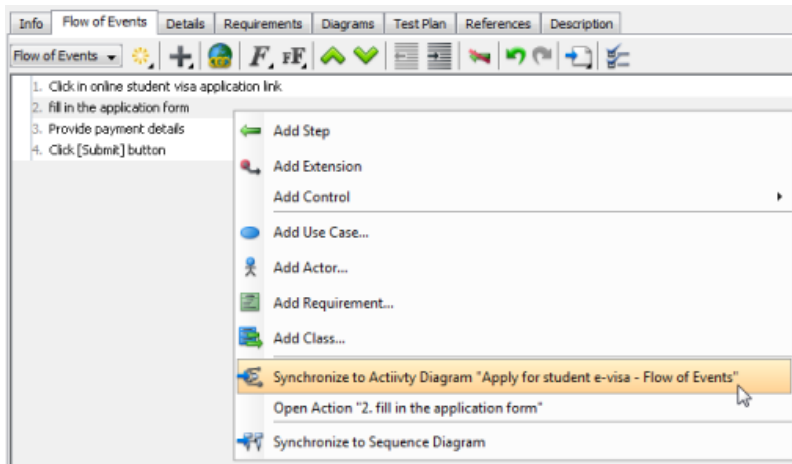 Info Flow of Events Details Requirements Diagrams Test Plan References Description
Flow of Events
1. Click in online student visa application link
2. fill in the application form
3. Provide payment details
4. Click [Submit] button
Add Step
Add Extension
Add Control
Add Use Case...
Add Actor...
Add Requirement...
Add Class...
Synchronize to Actiivty Diagram "Apply for student e-visa - Flow of Events"
Open Action "2. fill in the application form"
Synchronize to Sequence Diagram